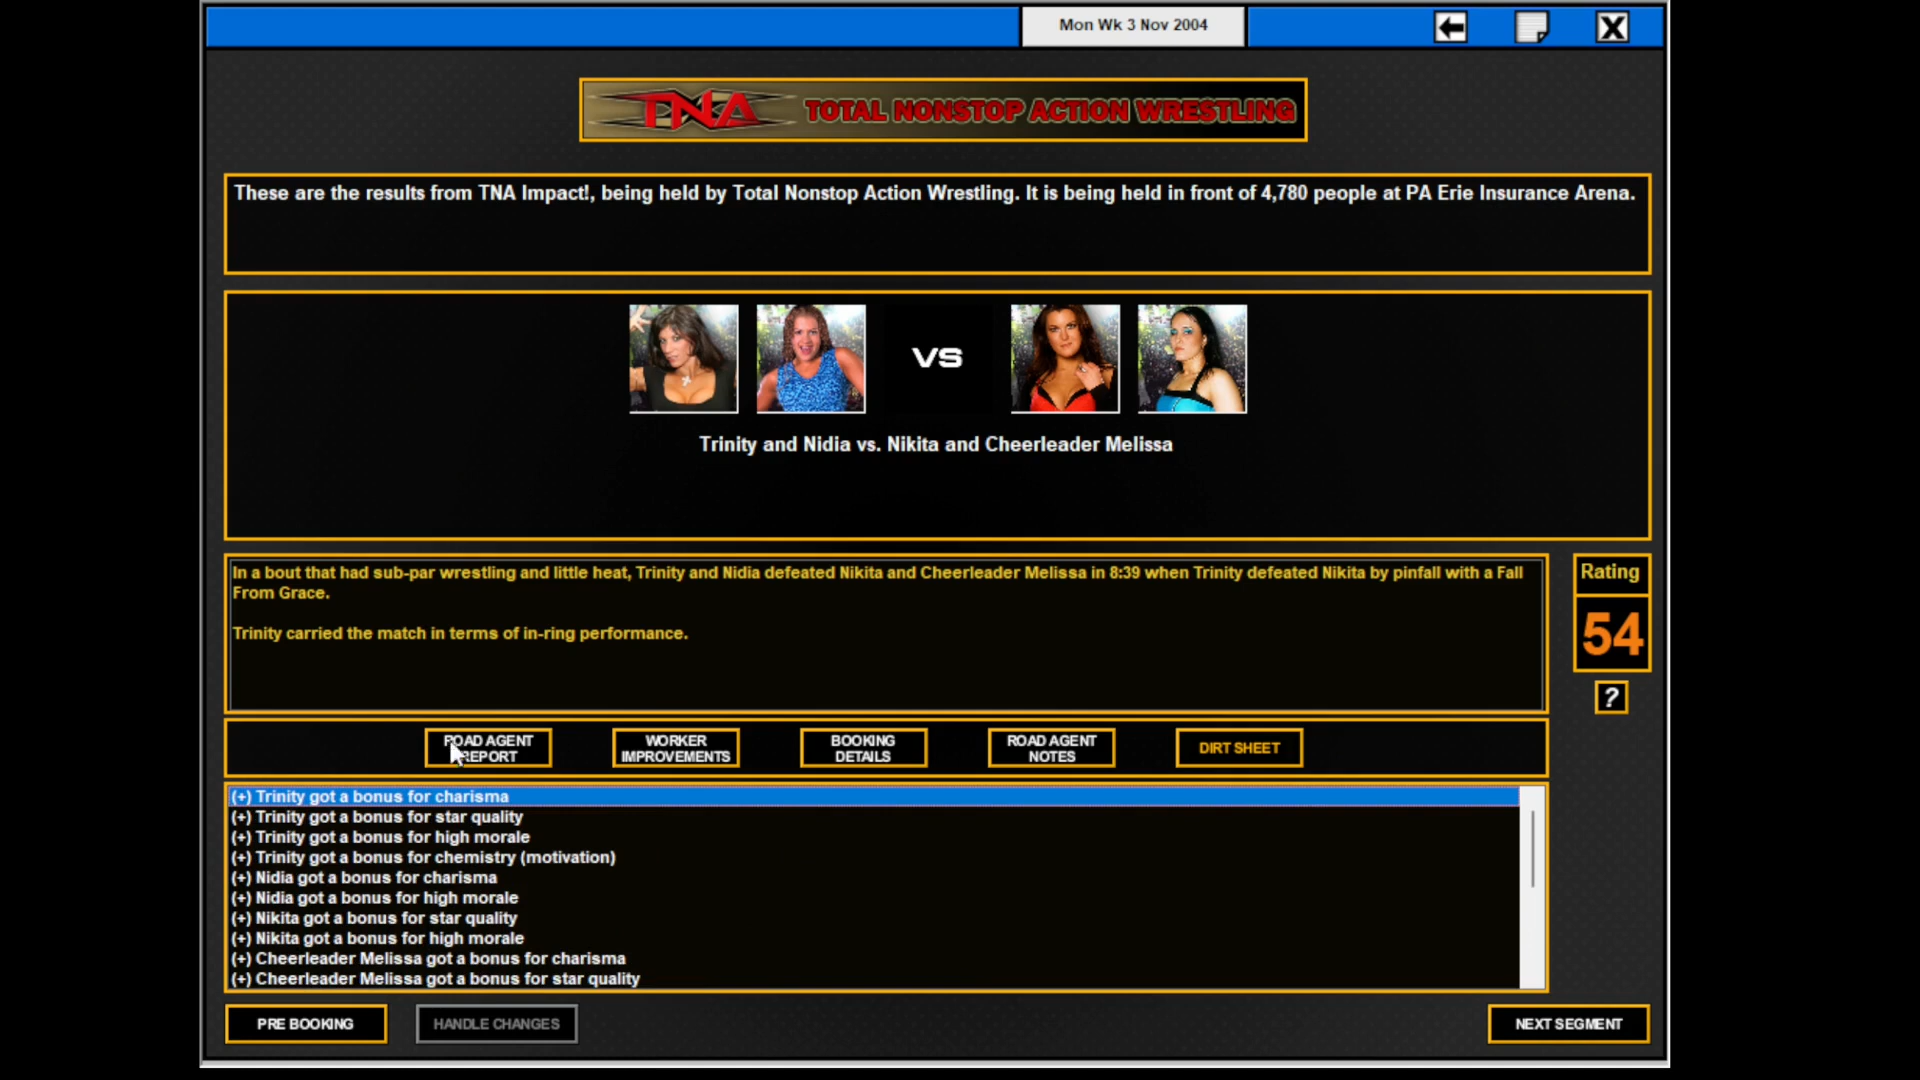 Mon Wk 3 Nov 2004
TNA TOTAL NONSTOP ACTION WRESTLING
These are the results from TNA Impact!, being held by Total Nonstop Action Wrestling. It is being held in front of 4,780 people at PA Erie Insurance Arena.
VS
Trinity and Nidia vs. Nikita and Cheerleader Melissa
In a bout that had sub-par wrestling and little heat, Trinity and Nidia defeated Nikita and Cheerleader Melissa in 8:39 when Trinity defeated Nikita by pinfall with a Fall
From Grace.
Trinity carried the match in terms of in-ring performance.
Rating
54
?
ROAD AGENT
REPORT
WORKER
IMPROVEMENTS
BOOKING
DETAILS
ROAD AGENT
NOTES
DIRT SHEET
(+) Trinity got a bonus for charisma
(+) Trinity got a bonus for star quality
(+) Trinity got a bonus for high morale
(+) Trinity got a bonus for chemistry (motivation)
(+) Nidia got a bonus for charisma
(+) Nidia got a bonus for high morale
(+) Nikita got a bonus for star quality
(+) Nikita got a bonus for high morale
(+) Cheerleader Melissa got a bonus for charisma
(+) Cheerleader Melissa got a bonus for star quality
PRE BOOKING
HANDLE CHANGES
NEXT SEGMENT